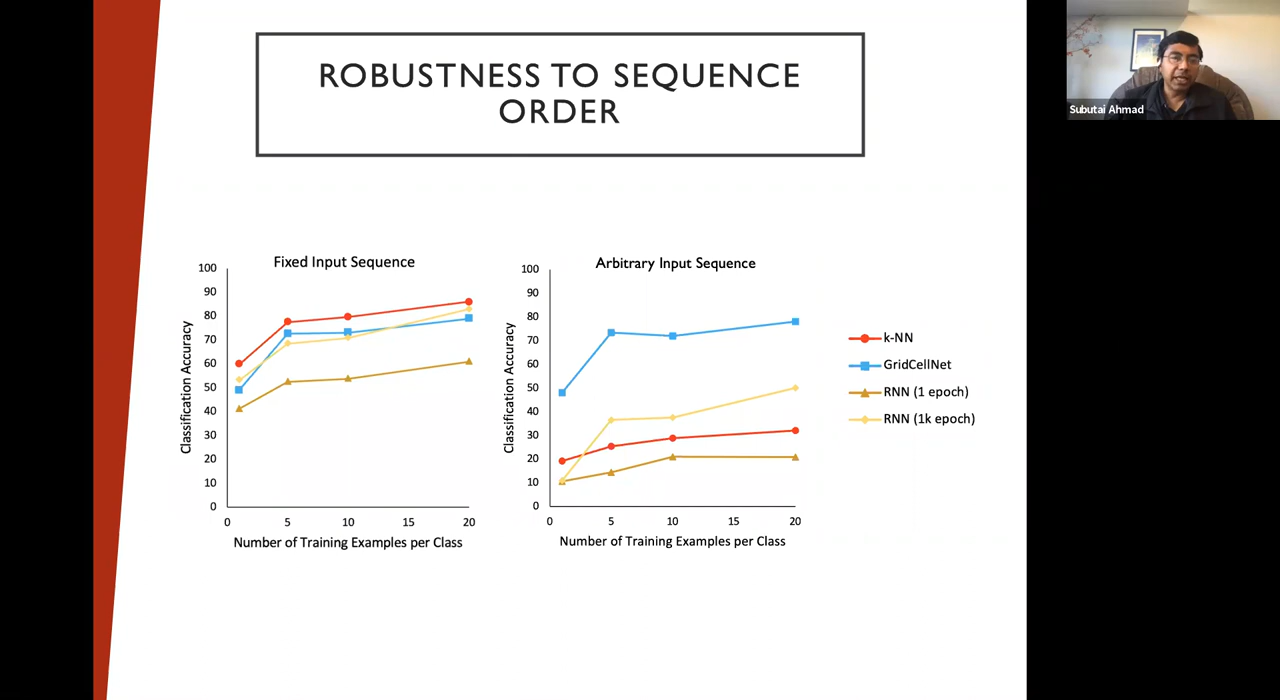 ROBUSTNESS TO SEQUENCE
ORDER
Subutai Ahmad
Fixed Input Sequence
Classification Accuracy
100
90
80
70
60
50
40
30
20
10
0
0 5 10 15 20
Number of Training Examples per Class
Arbitrary Input Sequence
Classification Accuracy
100
90
80
70
60
50
40
30
20
10
0
0 5 10 15 20
Number of Training Examples per Class
k-NN
GridCellNet
RNN (1 epoch)
RNN (1k epoch)